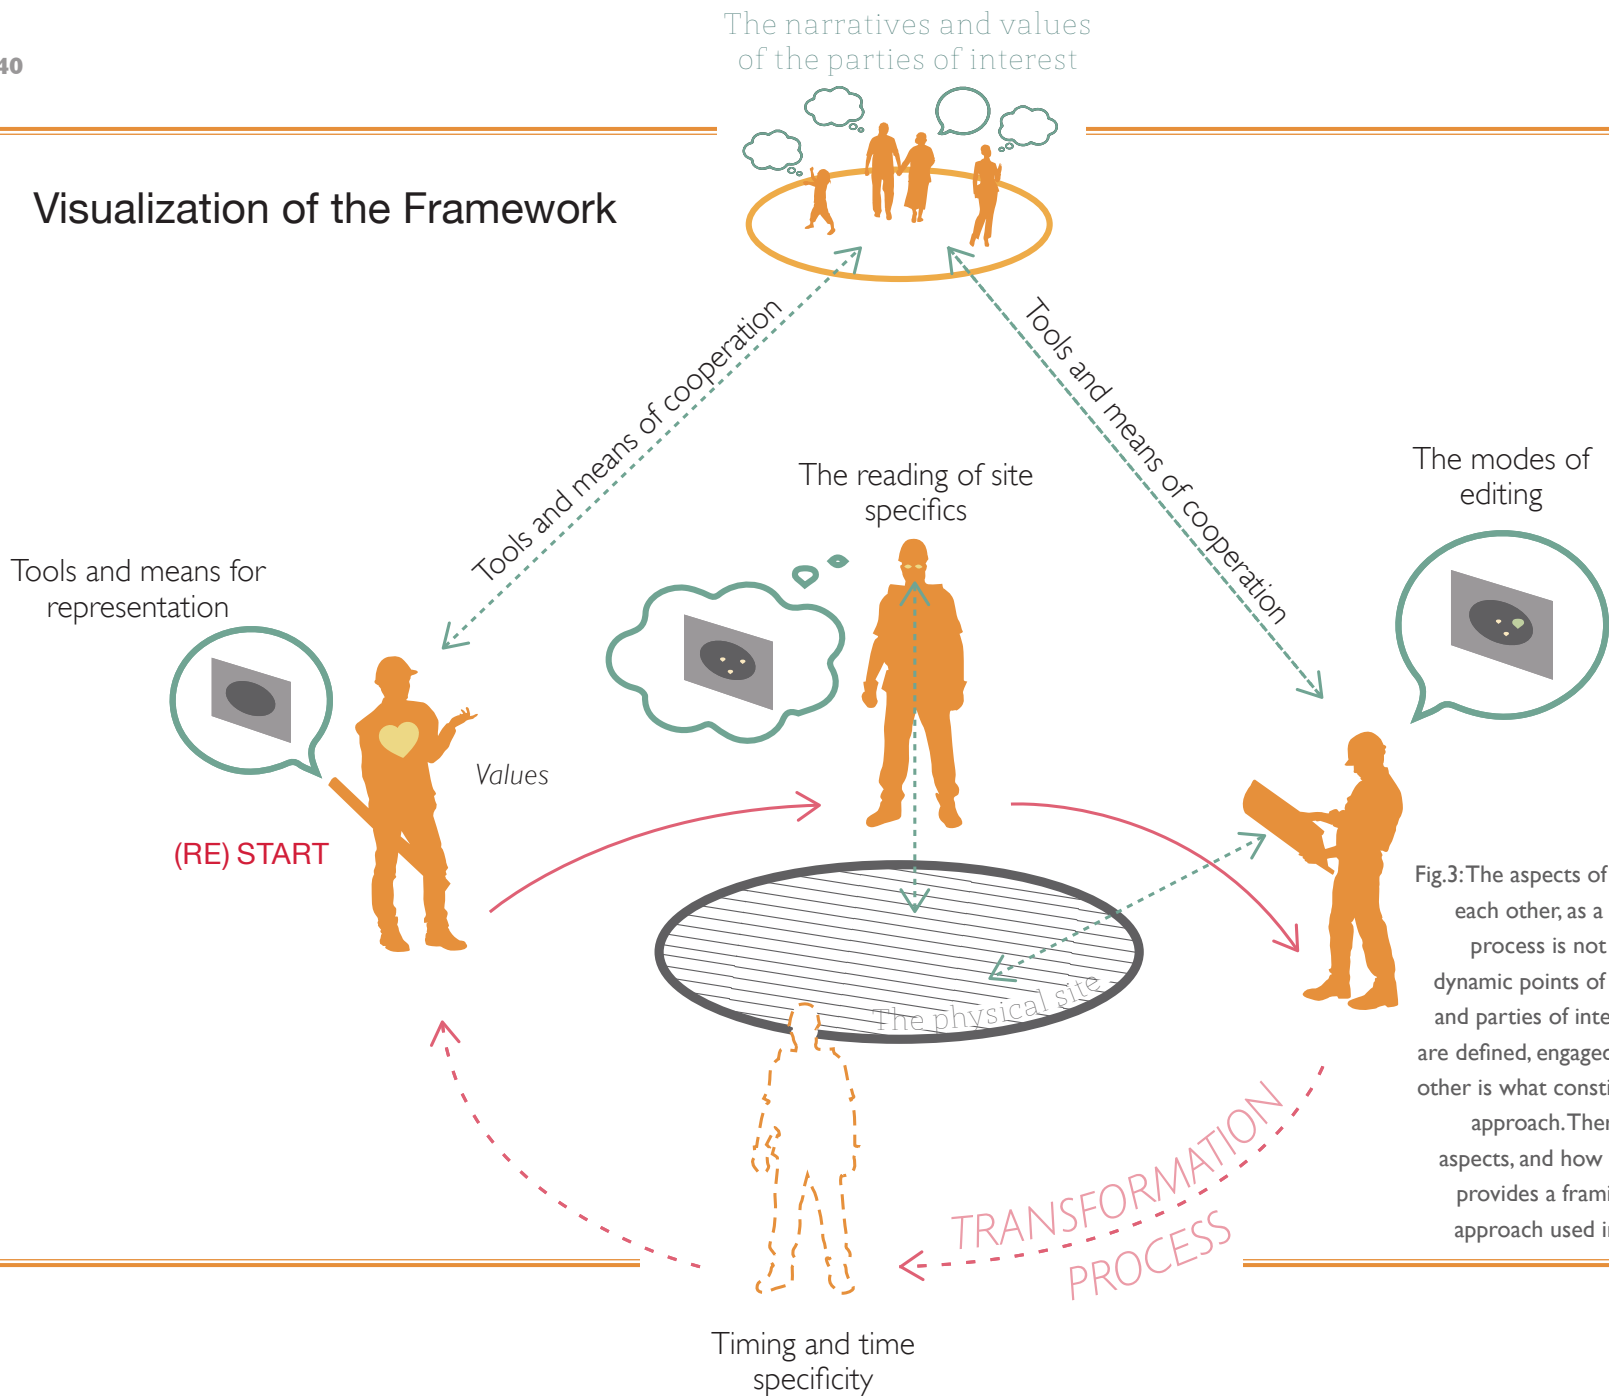 40
The narratives and values
of the parties of interest
Visualization of the Framework
Tools and means of cooperation
Tools and means of cooperation
The reading of site
specifics
The modes of
editing
Tools and means for
representation
Values
(RE) START
The physical site
TRANSFORMATION
PROCESS
Timing and time
specificity
Fig.3: The aspects of
each other, as a
process is not
dynamic points of
and parties of inte
are defined, engaged
other is what consti
approach. Ther
aspects, and how
provides a frami
approach used i